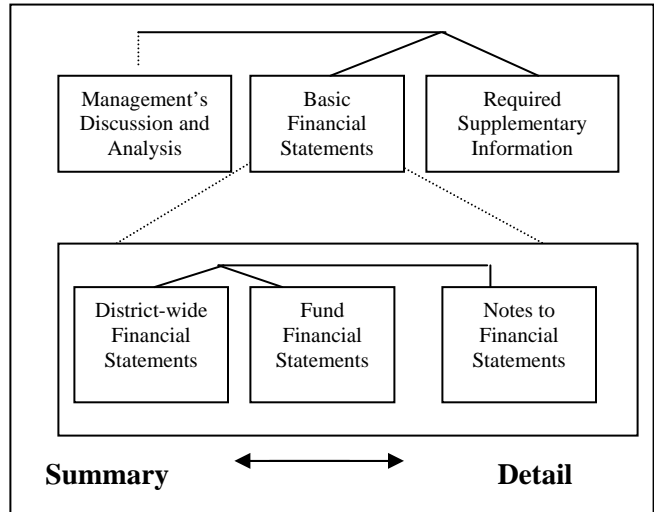 Management's
Discussion and
Analysis
Basic
Financial
Statements
Required
Supplementary
Information
District-wide
Financial
Statements
Fund
Financial
Statements
Notes to
Financial
Statements
Summary
Detail